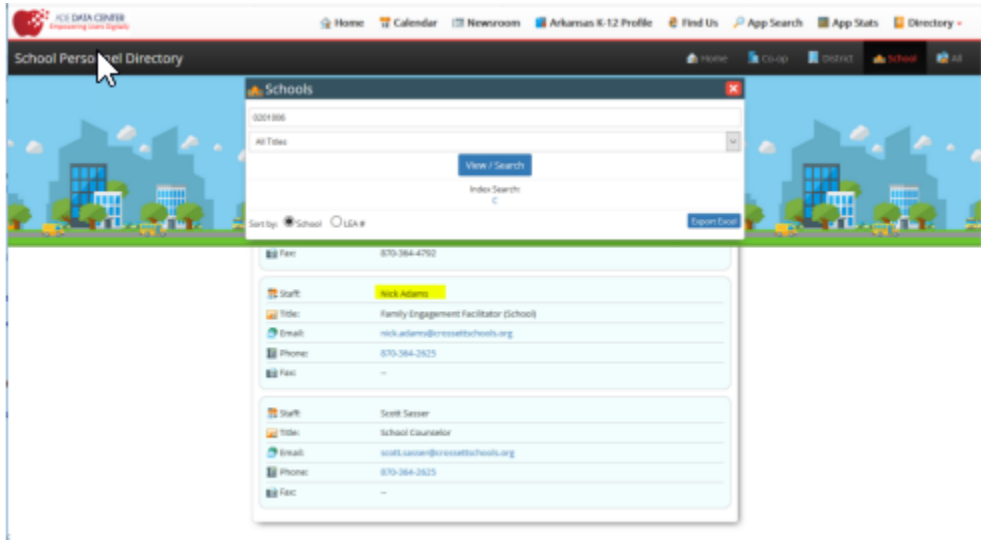 ADE DATA CENTER
Empowering Users Digitally
Home Calendar Newsroom Arkansas K-12 Profile Find Us App Search App Stats Directory
School Personnel Directory
Home Co-op District School All
Schools
0201006
All Titles
View / Search
Index Search:
C
Sort by: School LEA #
Export Excel
Fax: 870-364-4792
Staff: Nick Adams
Title: Family Engagement Facilitator (School)
Email: nick.adams@crossettschools.org
Phone: 870-364-2625
Fax: --
Staff: Scott Sasser
Title: School Counselor
Email: scott.sasser@crossettschools.org
Phone: 870-364-2625
Fax: --